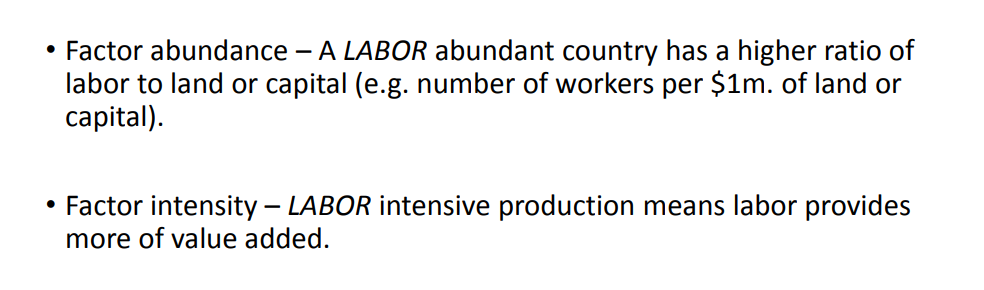 • Factor abundance – A LABOR abundant country has a higher ratio of
labor to land or capital (e.g. number of workers per $1m. of land or
capital).
• Factor intensity – LABOR intensive production means labor provides
more of value added.